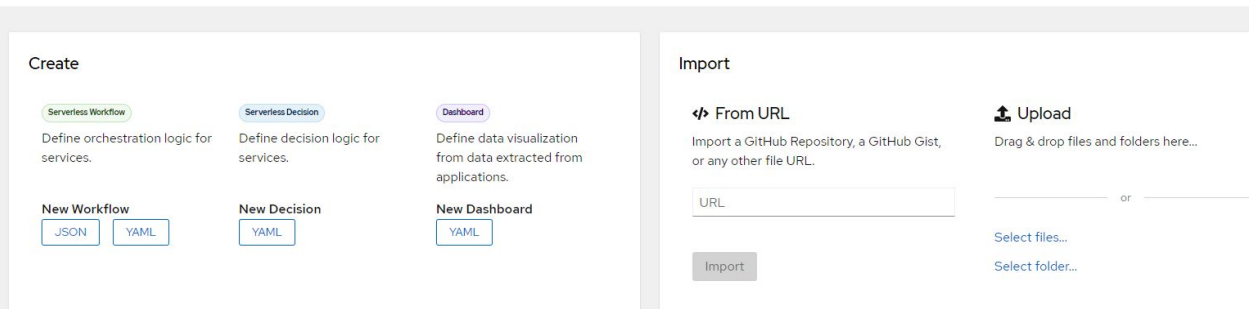 Create
Serverless Workflow
Define orchestration logic for
services.
New Workflow
JSON YAML
Serverless Decision
Define decision logic for
services.
New Decision
YAML
Dashboard
Define data visualization
from data extracted from
applications.
New Dashboard
YAML
Import
From URL
Import a GitHub Repository, a GitHub Gist,
or any other file URL.
URL
Import
Upload
Drag & drop files and folders here...
or
Select files...
Select folder...